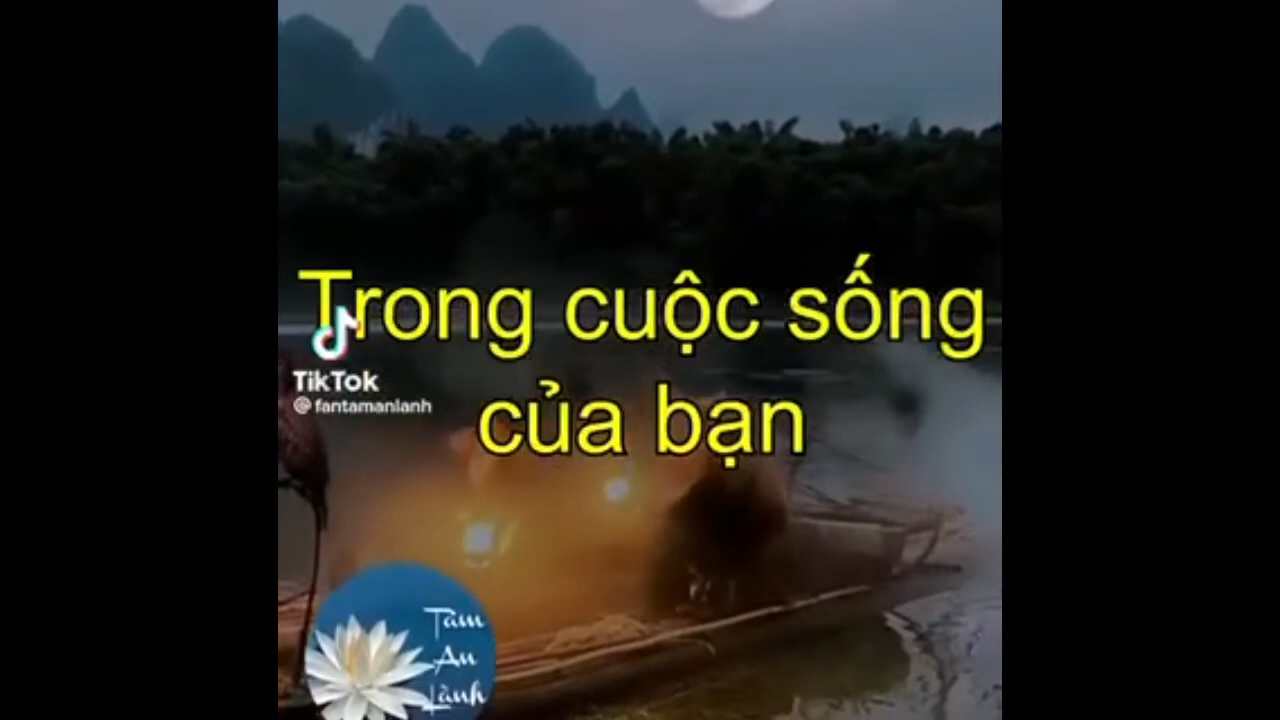 Trong cuộc sống
của bạn
TikTok
@fantamanlanh
Tâm
An
Lành